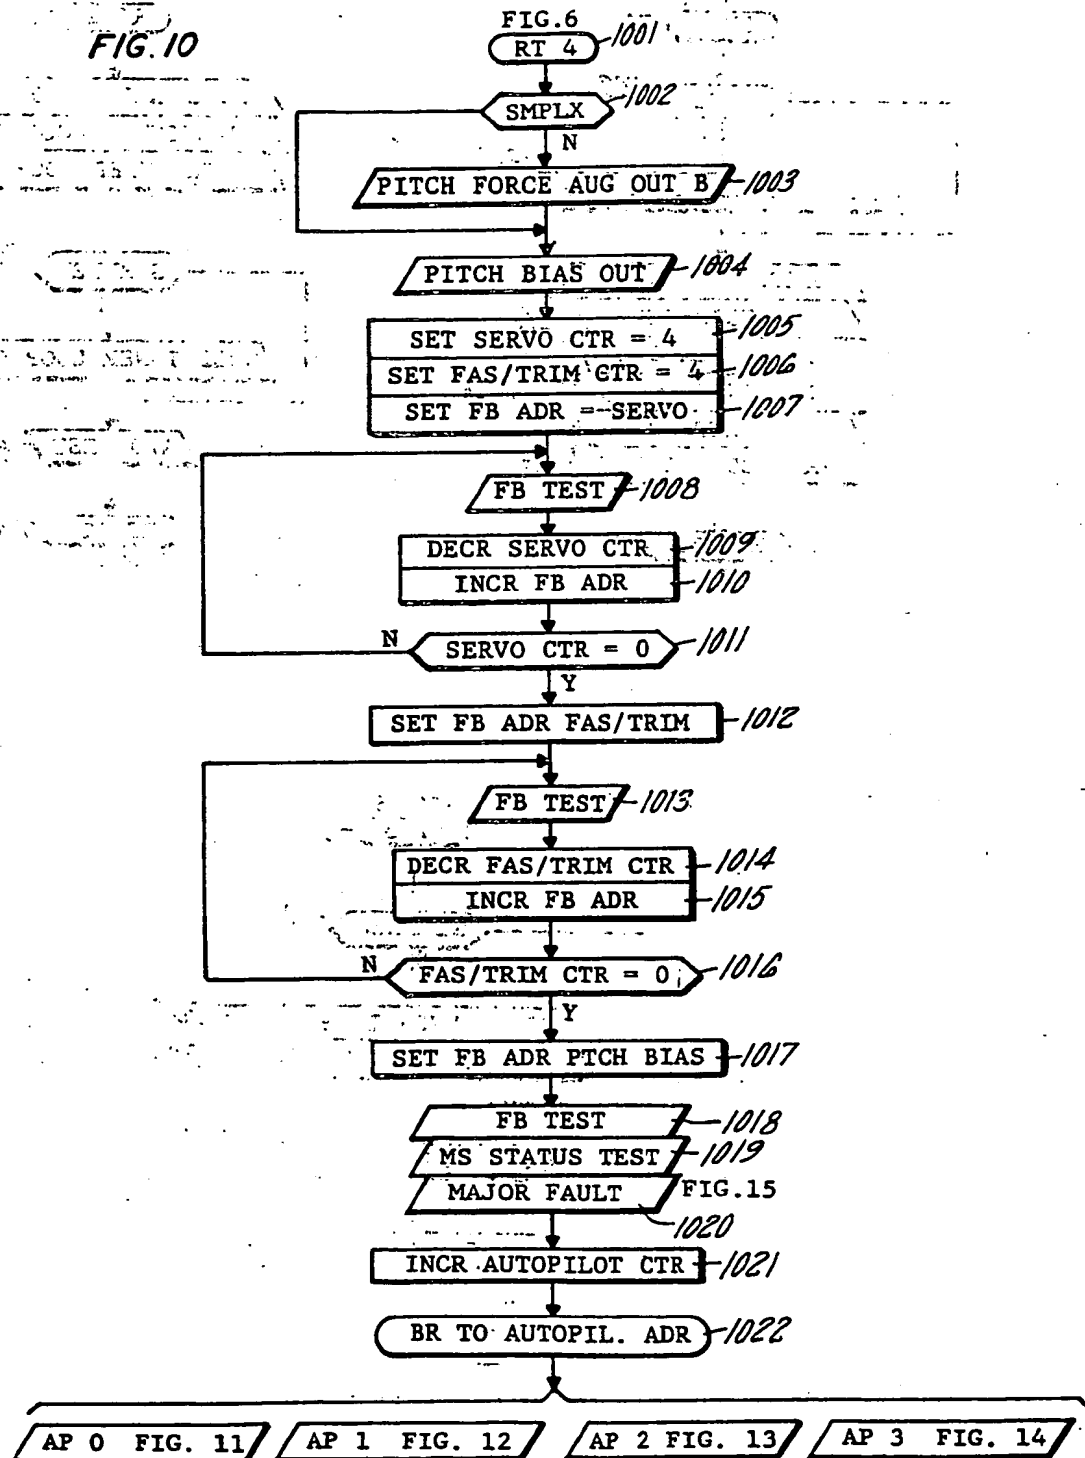 FIG. 10
FIG.6
RT 4
1001
SMPLX
1002
N
PITCH FORCE AUG OUT B
1003
PITCH BIAS OUT
1004
SET SERVO CTR = 4
1005
SET FAS/TRIM CTR = 4
1006
SET FB ADR = SERVO
1007
FB TEST
1008
DECR SERVO CTR
1009
INCR FB ADR
1010
N
SERVO CTR = 0
1011
Y
SET FB ADR FAS/TRIM
1012
FB TEST
1013
DECR FAS/TRIM CTR
1014
INCR FB ADR
1015
N
FAS/TRIM CTR = 0
1016
Y
SET FB ADR PTCH BIAS
1017
FB TEST
1018
MS STATUS TEST
1019
MAJOR FAULT
FIG.15
1020
INCR AUTOPILOT CTR
1021
BR TO AUTOPIL. ADR
1022
AP 0 FIG. 11
AP 1 FIG. 12
AP 2 FIG. 13
AP 3 FIG. 14